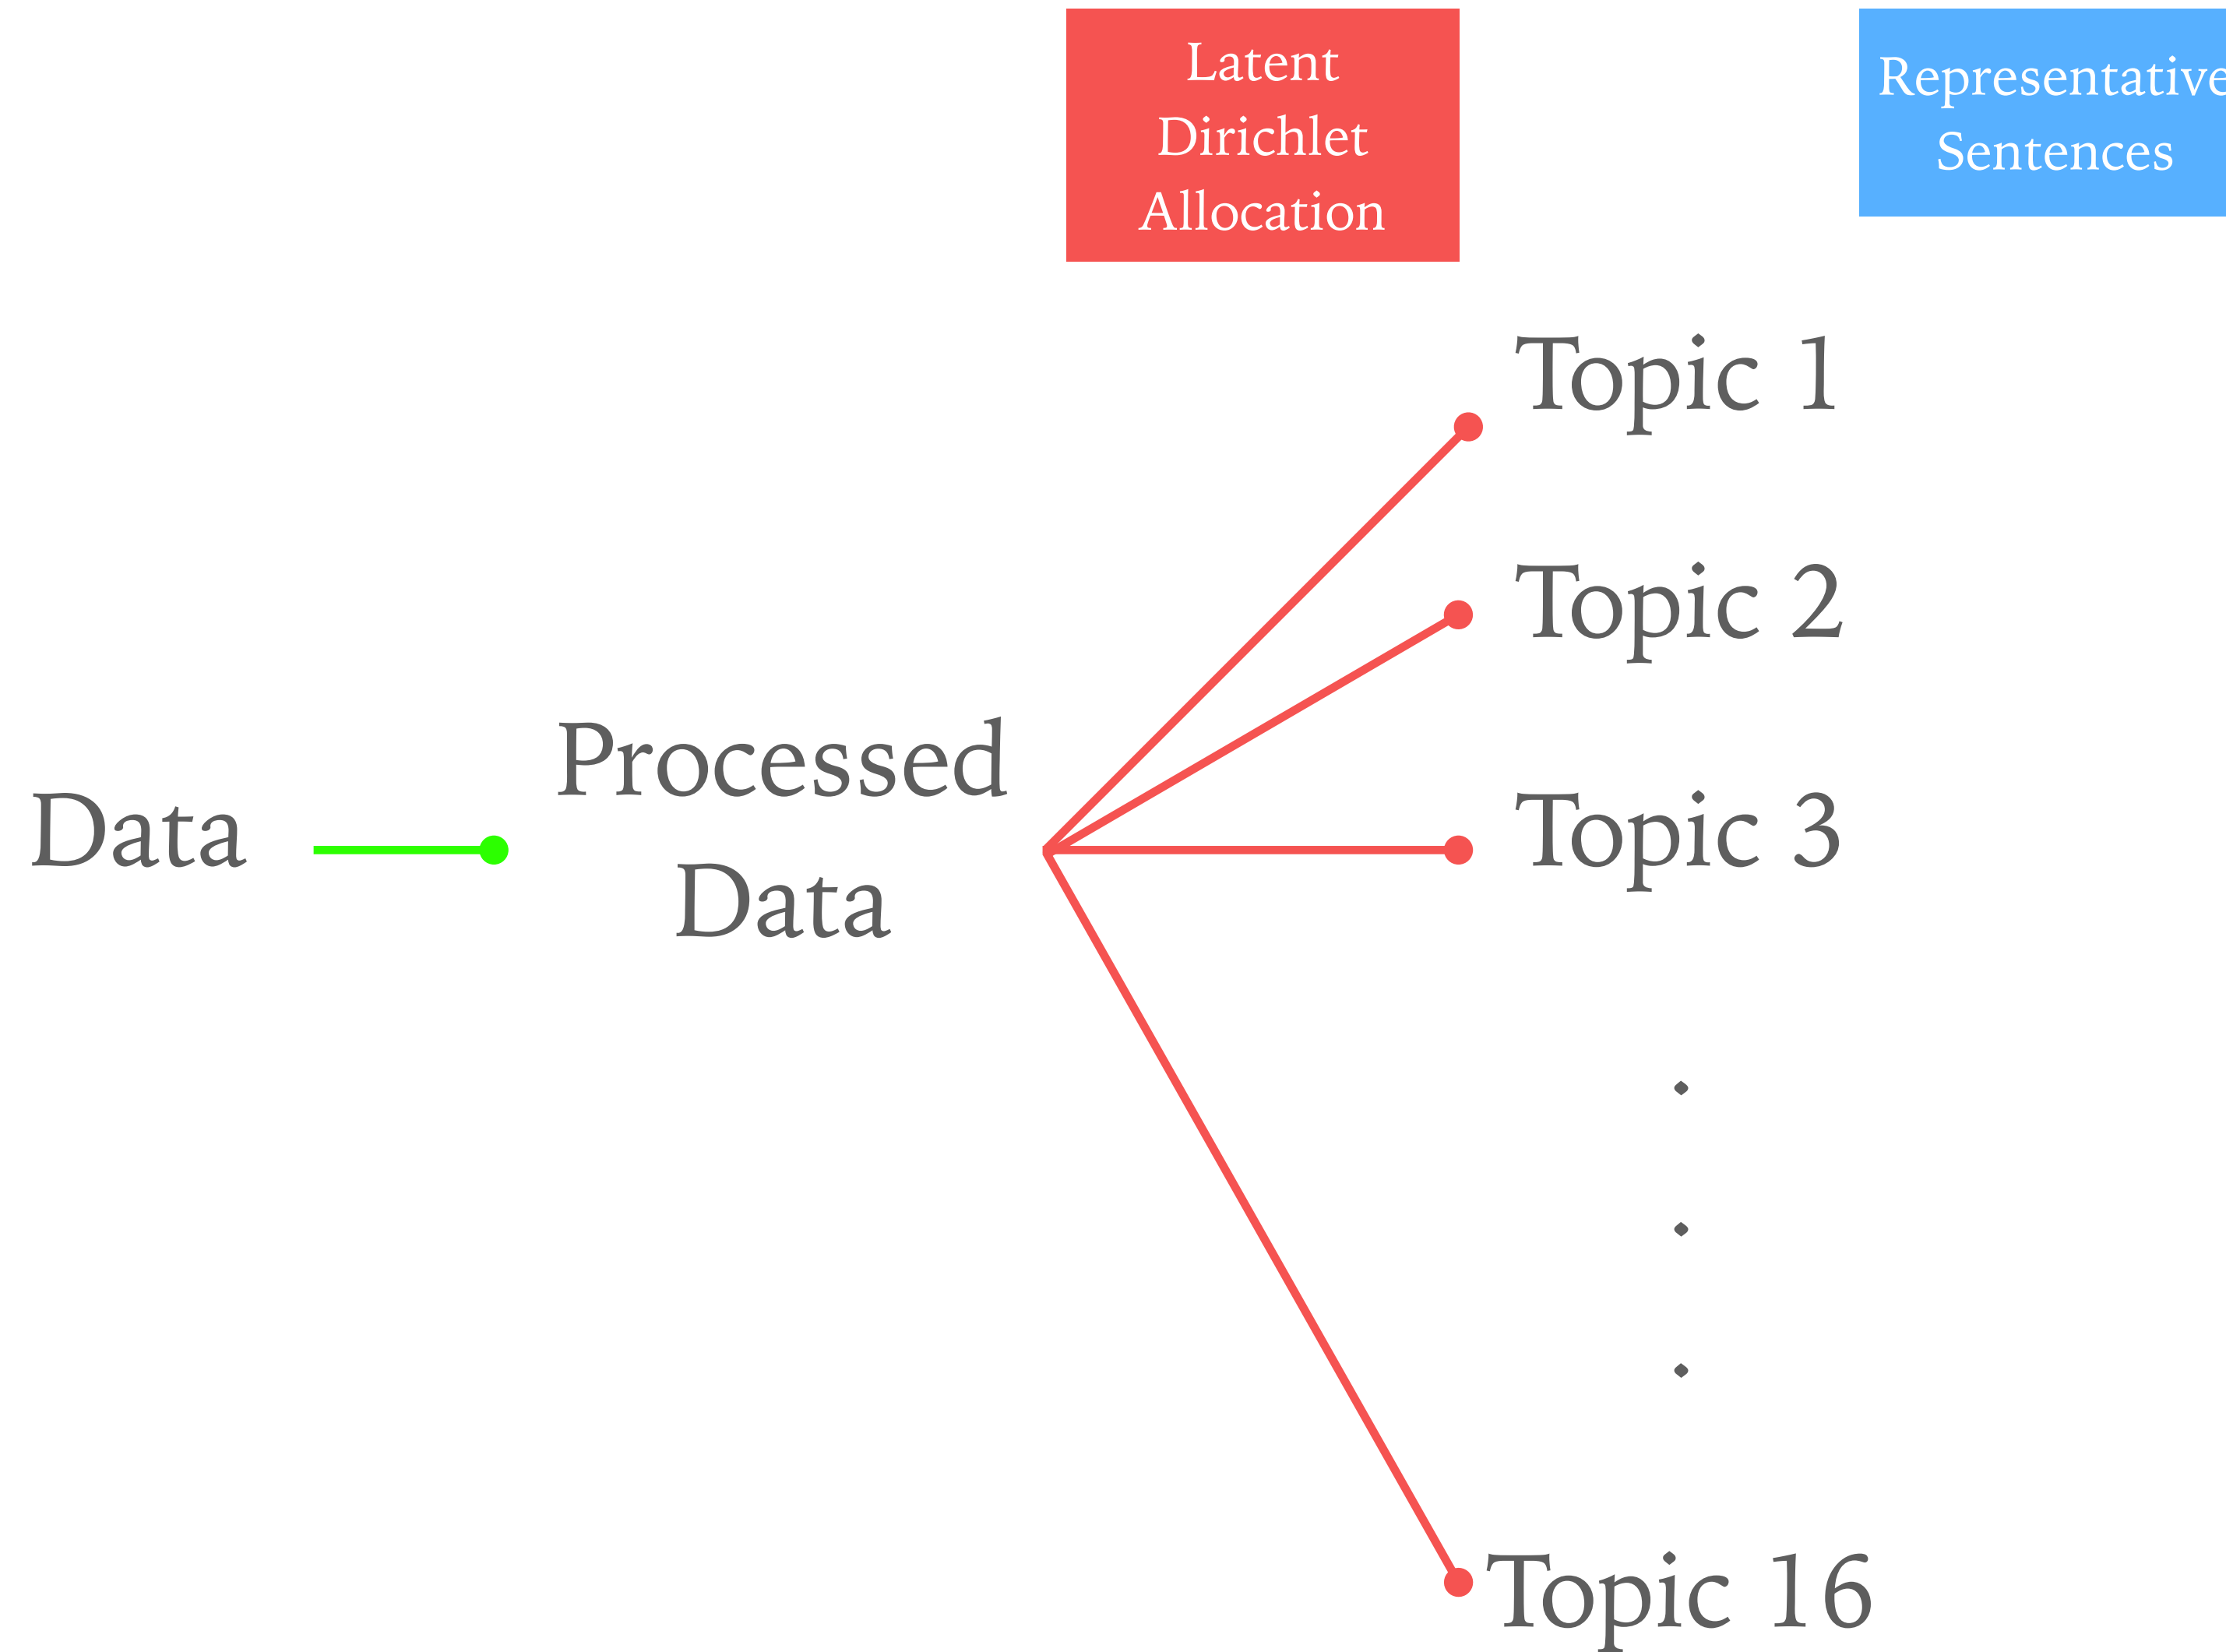 Latent
Dirichlet
Allocation
Representative
Sentences
Data
Processed
Data
Topic 1
Topic 2
Topic 3
.
.
.
Topic 16